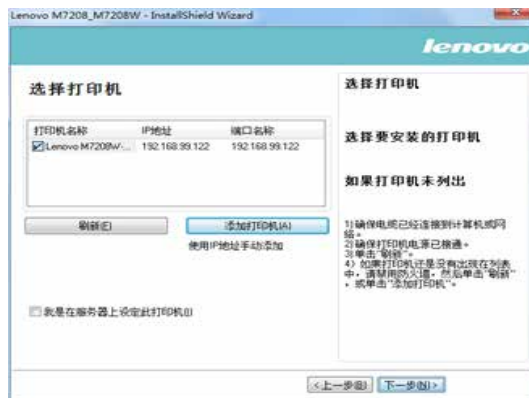 Lenovo M7208_M7208W - InstallShield Wizard
lenovo
选择打印机
打印机名称 IP地址 端口名称
Lenovo M7208W-... 192.168.99.122 192.168.99.122
刷新(E) 添加打印机(A)
使用IP地址手动添加
我是在服务器上设定此打印机(I)
选择打印机
选择要安装的打印机
如果打印机未列出
1)确保电缆已经连接到计算机或网
络。
2)确保打印机电源已接通。
3)单击"刷新"。
4) 如果打印机还是没有出现在列表
中，请禁用防火墙，然后单击"刷新"
，或单击"添加打印机"。
<上一步(B) 下一步(N)>